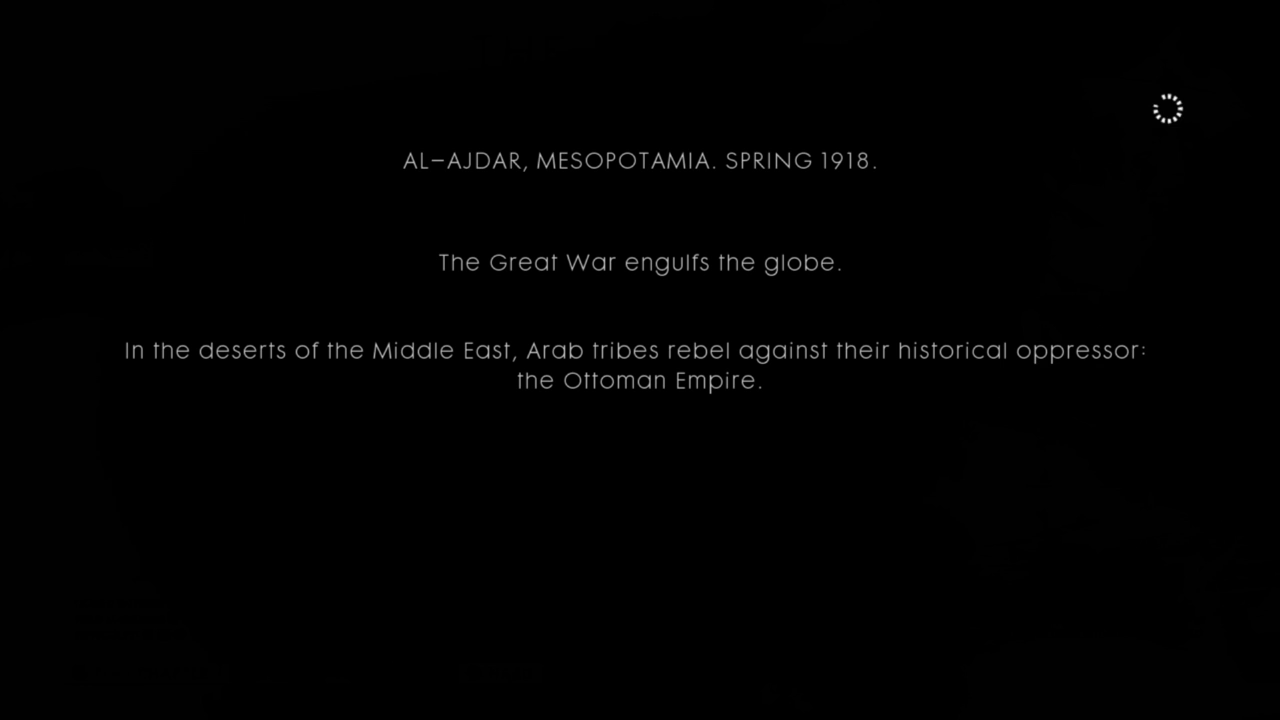 AL-AJDAR, MESOPOTAMIA. SPRING 1918.
The Great War engulfs the globe.
In the deserts of the Middle East, Arab tribes rebel against their historical oppressor:
the Ottoman Empire.